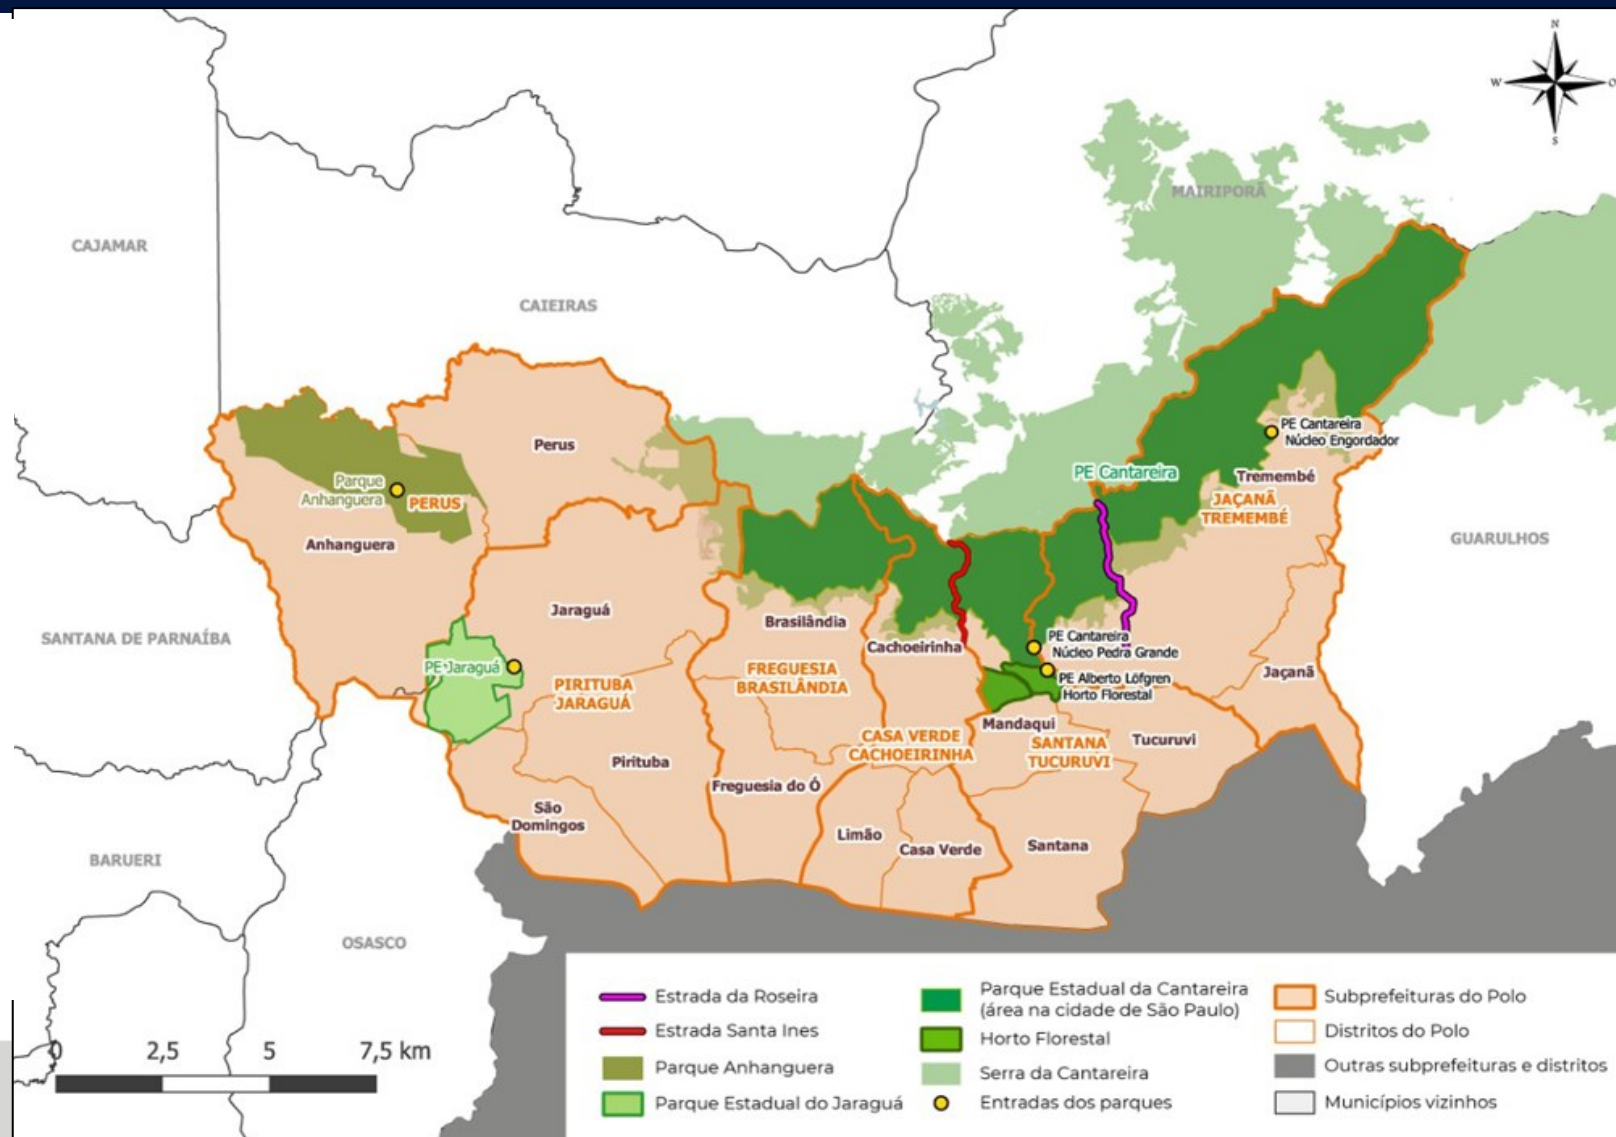 N
W
O
S
MAIRIPORÃ
CAJAMAR
CAIEIRAS
PE Cantareira
Núcleo Engordador
Perus
PE Cantareira
Tremembé
Parque
Anhanguera
PERUS
JAÇANÃ
TREMEMBÉ
Anhanguera
GUARULHOS
Jaraguá
Brasilândia
SANTANA DE PARNAÍBA
Cachoeirinha
PE Cantareira
Núcleo Pedra Grande
PE Jaraguá
FREGUESIA
BRASILÂNDIA
Jaçanã
PIRITUBA
JARAGUÁ
PE Alberto Löfgren
Horto Florestal
Mandaqui
CASA VERDE
CACHOEIRINHA
SANTANA
TUCURUVI
Tucuruvi
Pirituba
Freguesia do Ó
São
Domingos
Limão
Casa Verde
Santana
BARUERI
OSASCO
0 2,5 5 7,5 km
Estrada da Roseira
Estrada Santa Ines
Parque Anhanguera
Parque Estadual do Jaraguá
Parque Estadual da Cantareira
(área na cidade de São Paulo)
Horto Florestal
Serra da Cantareira
Entradas dos parques
Subprefeituras do Polo
Distritos do Polo
Outras subprefeituras e distritos
Municípios vizinhos